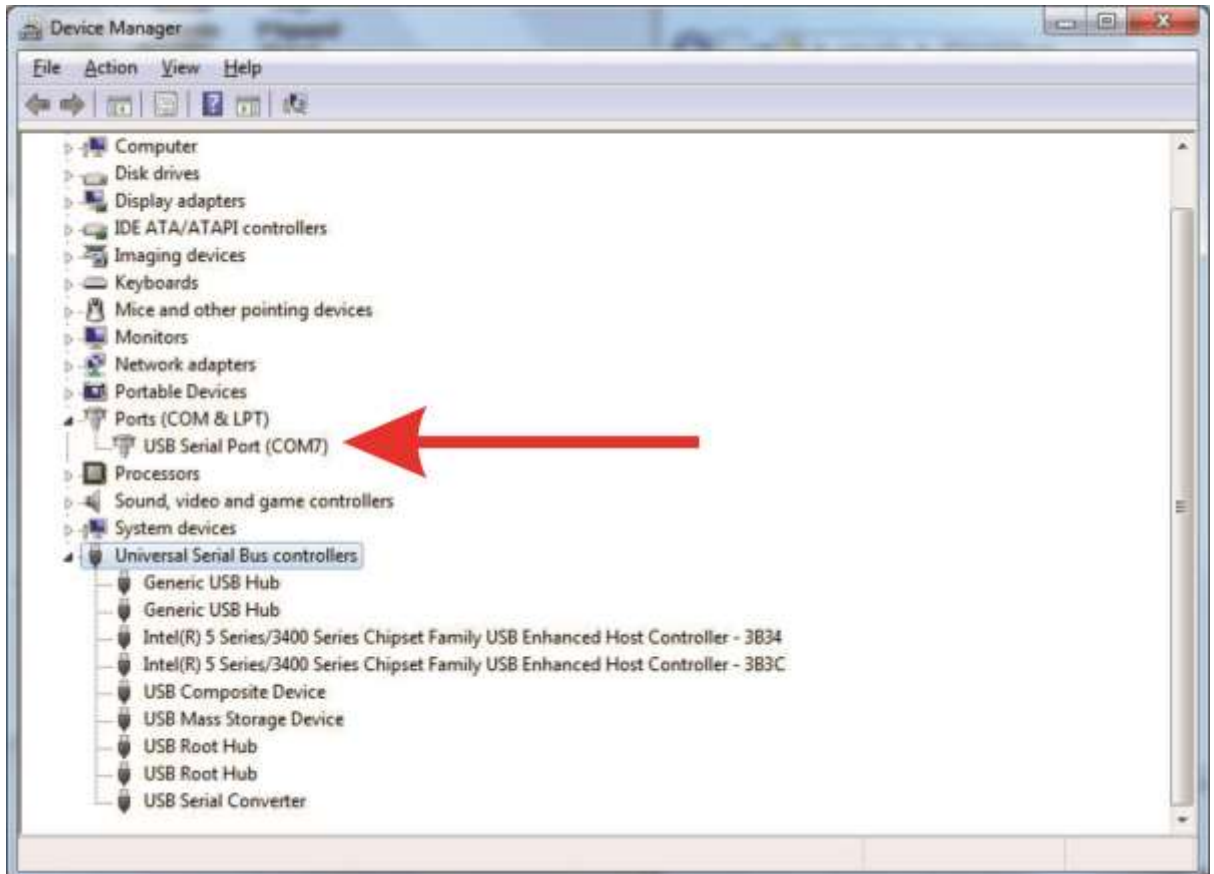 Device Manager
File Action View Help
Computer
Disk drives
Display adapters
IDE ATA/ATAPI controllers
Imaging devices
Keyboards
Mice and other pointing devices
Monitors
Network adapters
Portable Devices
Ports (COM & LPT)
USB Serial Port (COM7)
Processors
Sound, video and game controllers
System devices
Universal Serial Bus controllers
Generic USB Hub
Generic USB Hub
Intel(R) 5 Series/3400 Series Chipset Family USB Enhanced Host Controller - 3B34
Intel(R) 5 Series/3400 Series Chipset Family USB Enhanced Host Controller - 3B3C
USB Composite Device
USB Mass Storage Device
USB Root Hub
USB Root Hub
USB Serial Converter